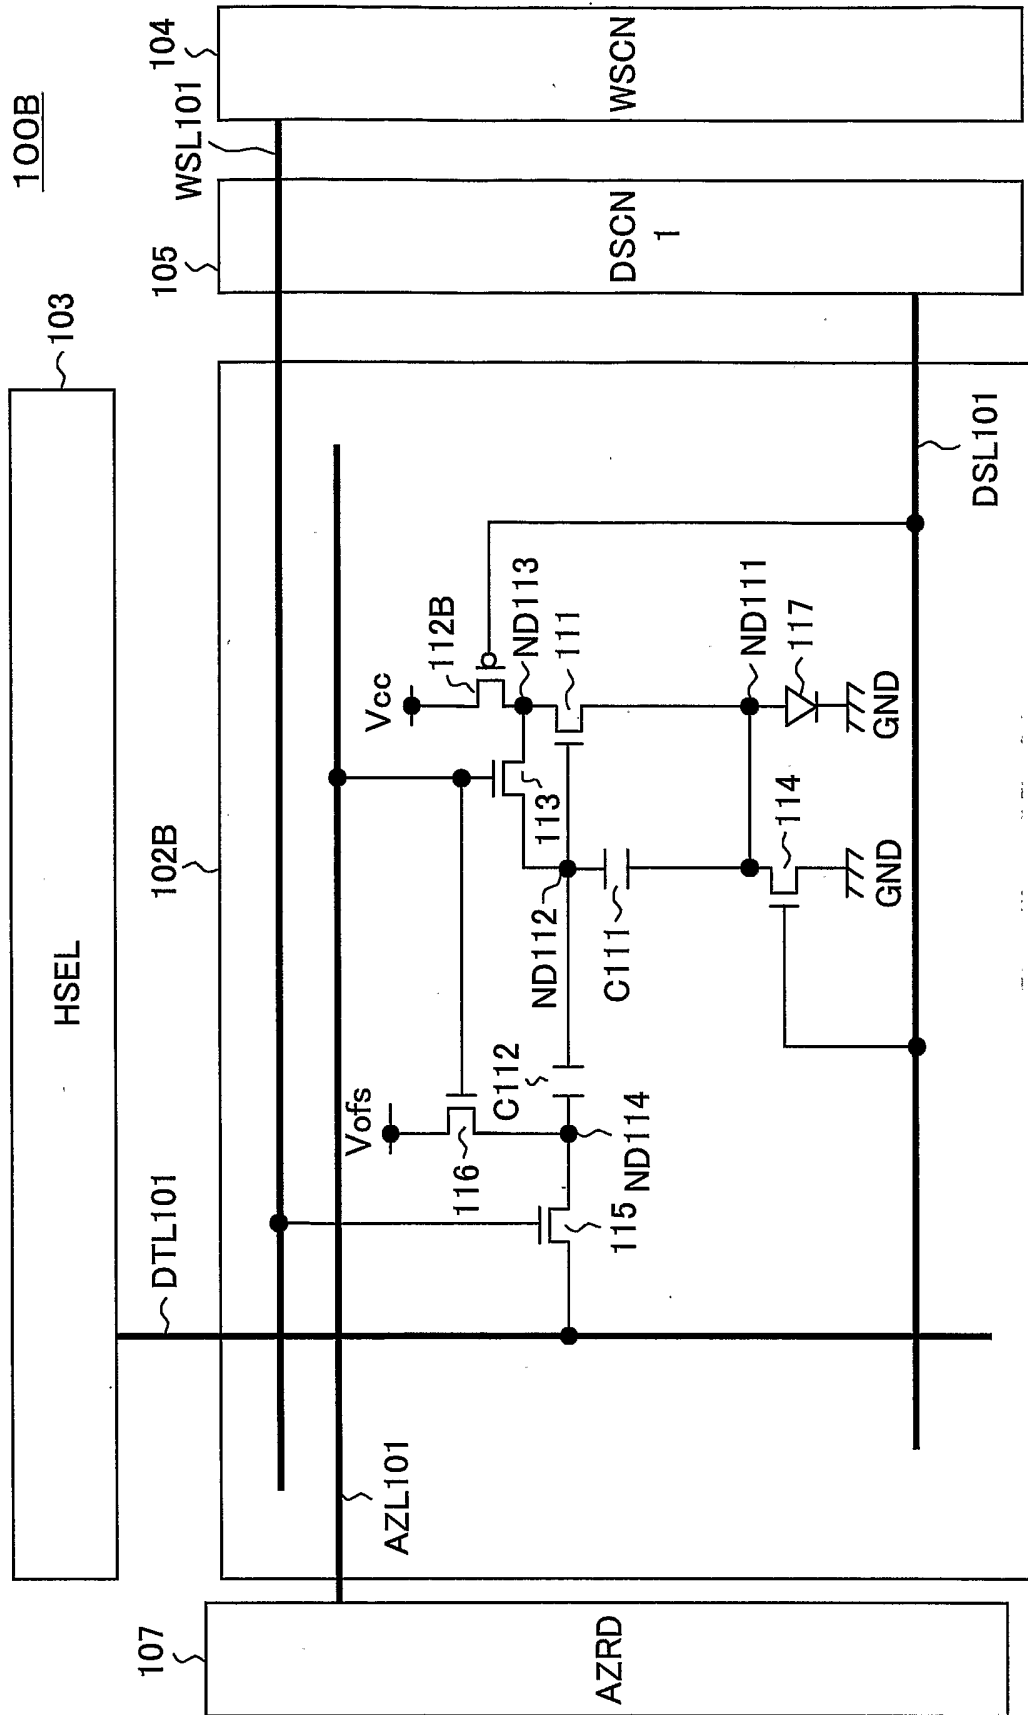 100B
103
HSEL
104
WSL101
WSCN
105
DSCN
1
107
AZRD
102B
DTL101
AZL101
DSL101
Vcc
112B
ND113
113
111
ND112
C111
ND111
117
GND
114
GND
Vofs
116
C112
ND114
115